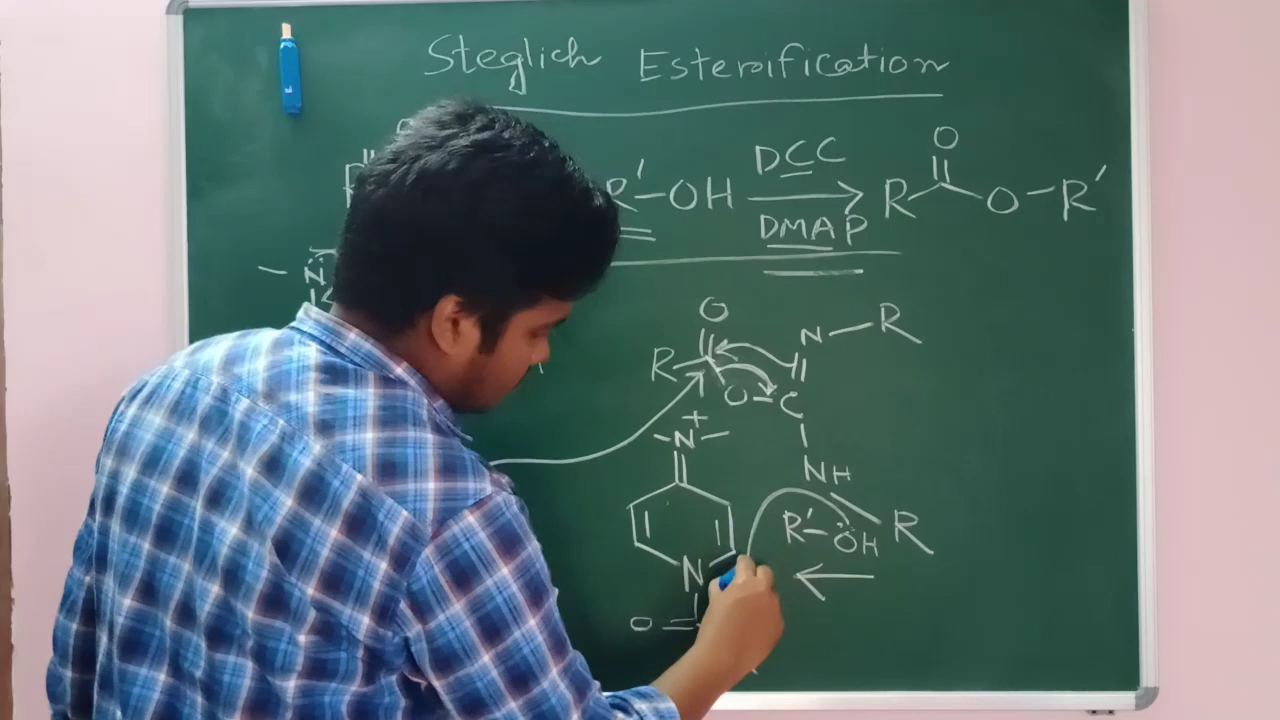 Steglich Esterification
R R'-OH DCC R O O-R'
DMAP
-N
O N-R
R O-C
+
-N-
NH
R'-OH R
N
O=